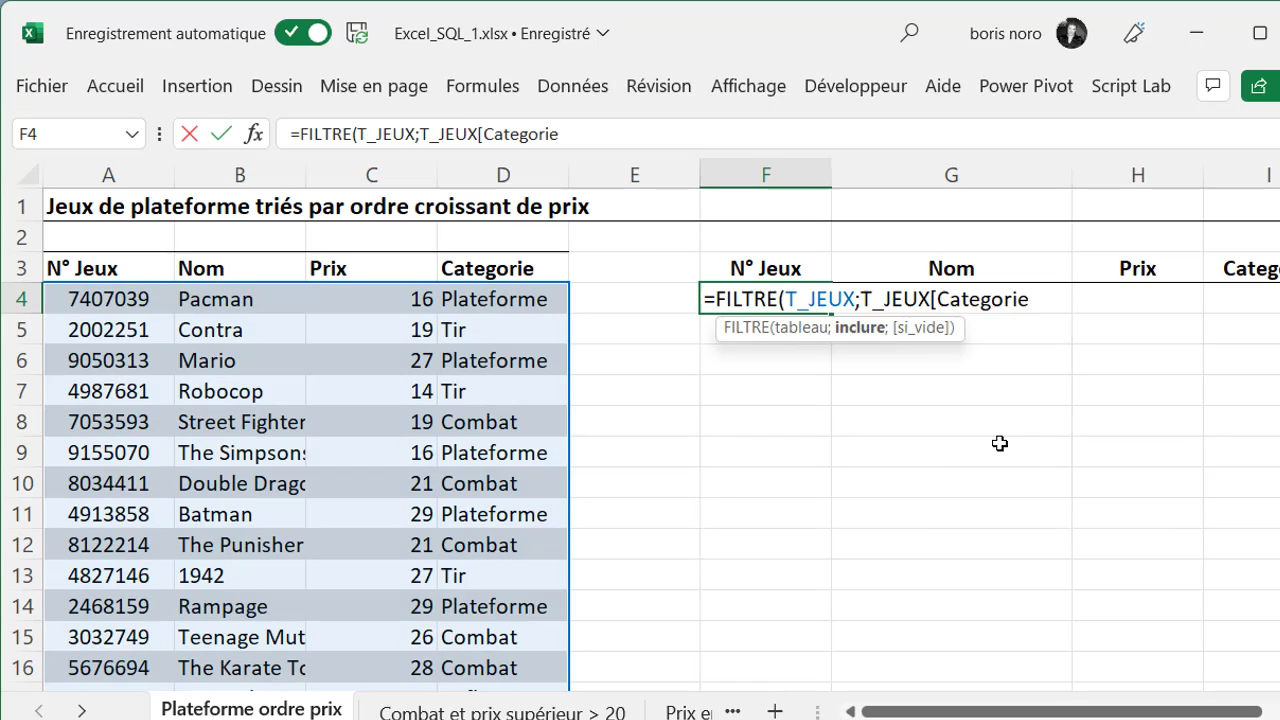 Enregistrement automatique Excel_SQL_1.xlsx • Enregistré boris noro
Fichier Accueil Insertion Dessin Mise en page Formules Données Révision Affichage Développeur Aide Power Pivot Script Lab
F4 fx =FILTRE(T_JEUX;T_JEUX[Categorie
A B C D E F G H I
1 Jeux de plateforme triés par ordre croissant de prix
2
3 N° Jeux Nom Prix Categorie N° Jeux Nom Prix Categ
4 7407039 Pacman 16 Plateforme =FILTRE(T_JEUX;T_JEUX[Categorie
5 2002251 Contra 19 Tir FILTRE(tableau; inclure; [si_vide])
6 9050313 Mario 27 Plateforme
7 4987681 Robocop 14 Tir
8 7053593 Street Fighter 19 Combat
9 9155070 The Simpsons 16 Plateforme
10 8034411 Double Drago 21 Combat
11 4913858 Batman 29 Plateforme
12 8122214 The Punisher 21 Combat
13 4827146 1942 27 Tir
14 2468159 Rampage 29 Plateforme
15 3032749 Teenage Mut 26 Combat
16 5676694 The Karate To 28 Combat
Plateforme ordre prix Combat et prix supérieur > 20 Prix e